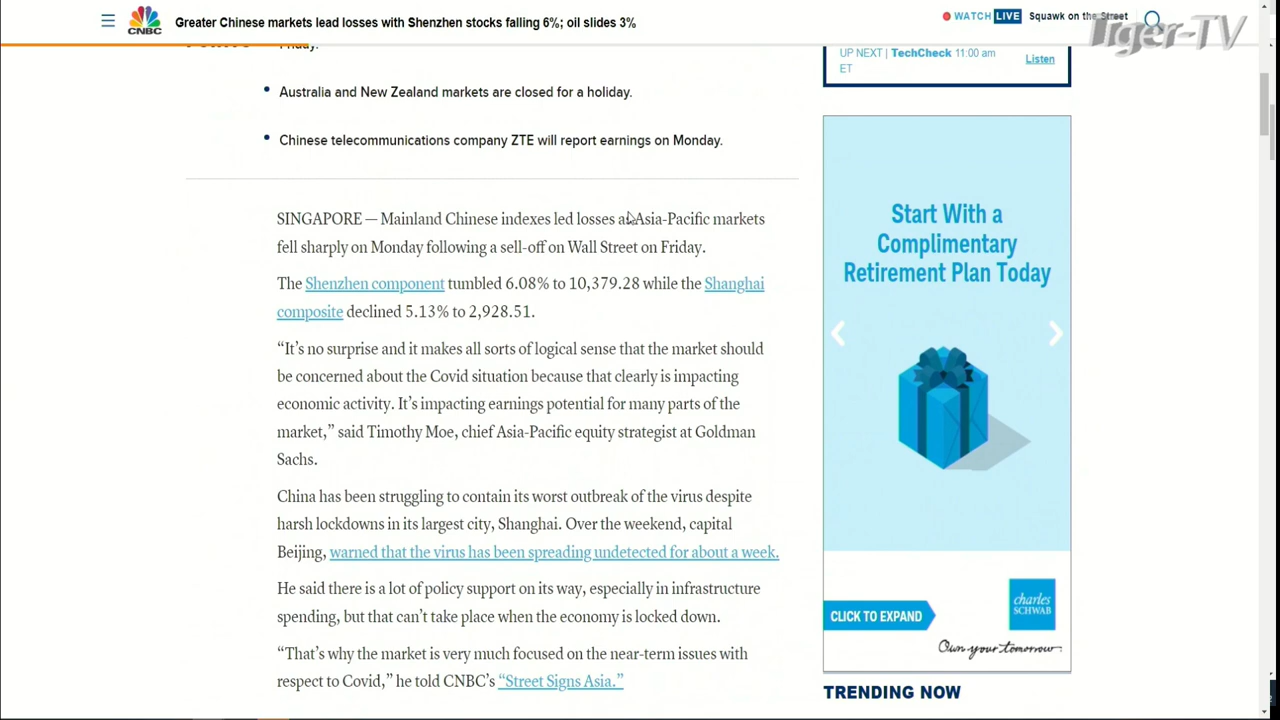 CNBC
Greater Chinese markets lead losses with Shenzhen stocks falling 6%; oil slides 3%
WATCH LIVE Squawk on the Street
Tiger-TV
Friday.
Australia and New Zealand markets are closed for a holiday.
Chinese telecommunications company ZTE will report earnings on Monday.
SINGAPORE — Mainland Chinese indexes led losses as Asia-Pacific markets
fell sharply on Monday following a sell-off on Wall Street on Friday.
The Shenzhen component tumbled 6.08% to 10,379.28 while the Shanghai
composite declined 5.13% to 2,928.51.
“It’s no surprise and it makes all sorts of logical sense that the market should
be concerned about the Covid situation because that clearly is impacting
economic activity. It’s impacting earnings potential for many parts of the
market,” said Timothy Moe, chief Asia-Pacific equity strategist at Goldman
Sachs.
China has been struggling to contain its worst outbreak of the virus despite
harsh lockdowns in its largest city, Shanghai. Over the weekend, capital
Beijing, warned that the virus has been spreading undetected for about a week.
He said there is a lot of policy support on its way, especially in infrastructure
spending, but that can’t take place when the economy is locked down.
“That’s why the market is very much focused on the near-term issues with
respect to Covid,” he told CNBC’s “Street Signs Asia.”
UP NEXT | TechCheck 11:00 am
ET
Listen
Start With a
Complimentary
Retirement Plan Today
CLICK TO EXPAND
charles
SCHWAB
Own your tomorrow
TRENDING NOW